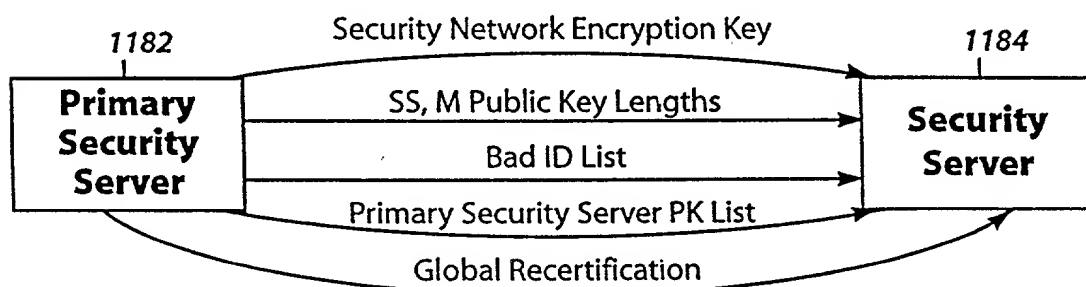 Security Network Encryption Key
1182
1184
Primary
Security
Server
SS, M Public Key Lengths
Bad ID List
Primary Security Server PK List
Global Recertification
Security
Server